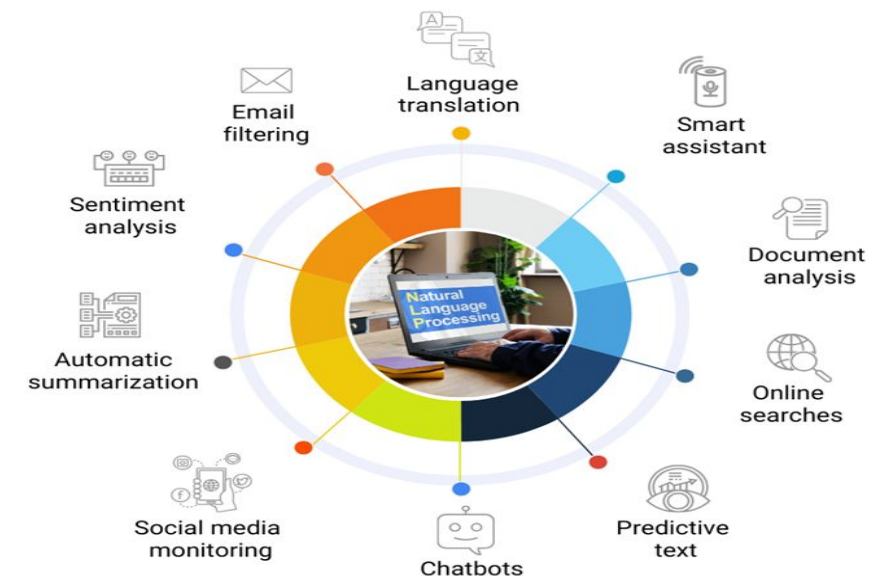 Language
translation
Smart
assistant
Document
analysis
Online
searches
Predictive
text
Chatbots
Social media
monitoring
Automatic
summarization
Sentiment
analysis
Email
filtering
Natural
Language
Processing
A
文
f